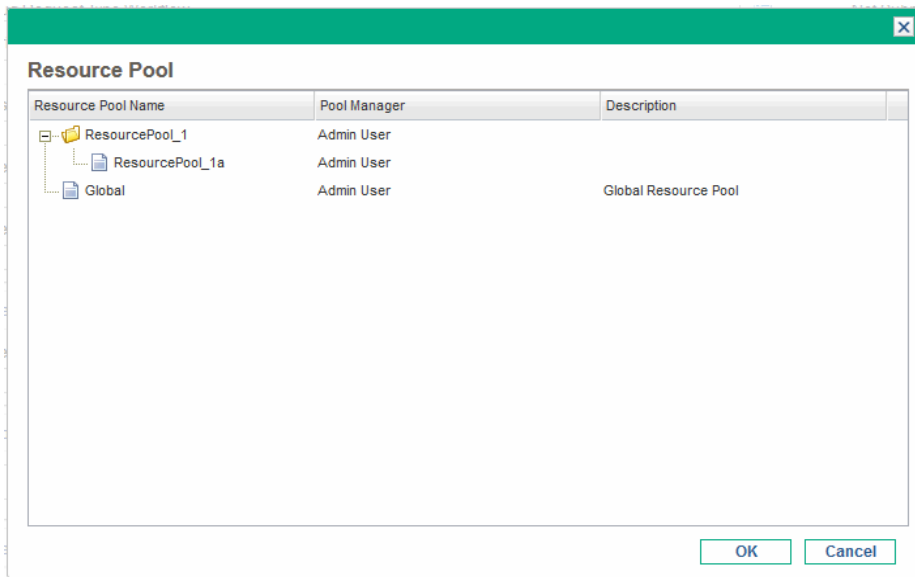 Resource Pool
Resource Pool Name Pool Manager Description
ResourcePool_1 Admin User
ResourcePool_1a Admin User
Global Admin User Global Resource Pool
OK Cancel